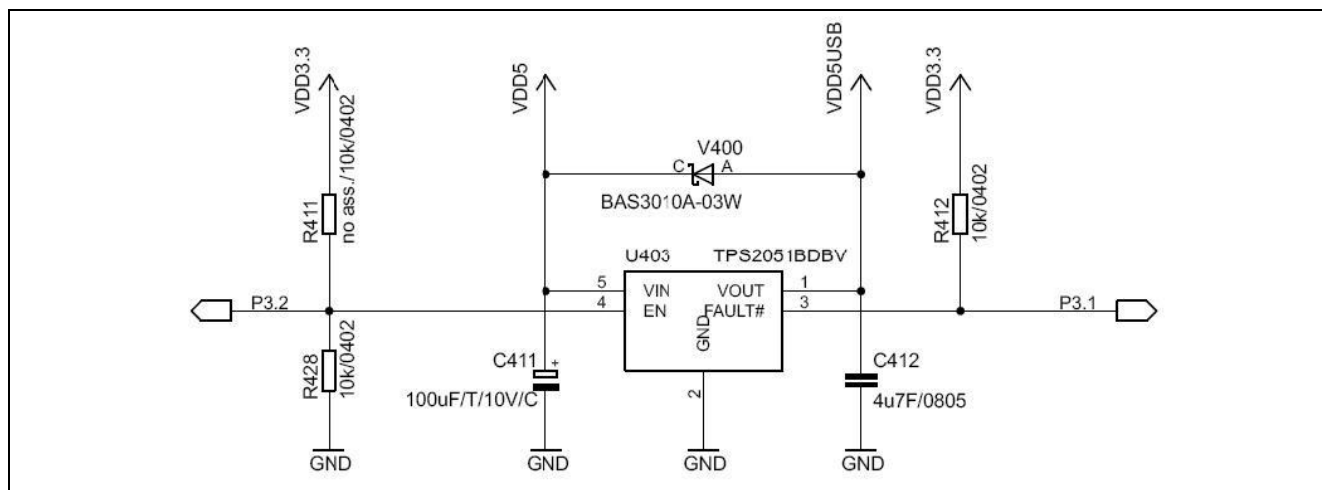 VDD3.3
VDD5
VDD5USB
VDD3.3
R411
no ass./10k/0402
V400
C A
BAS3010A-03W
R412
10k/0402
U403 TPS2051BDBV
5 VIN VOUT 1
P3.2 4 EN FAULT# 3 P3.1
GND
R428
10k/0402
C411 +
100uF/T/10V/C
2
C412
4u7F/0805
GND GND GND GND